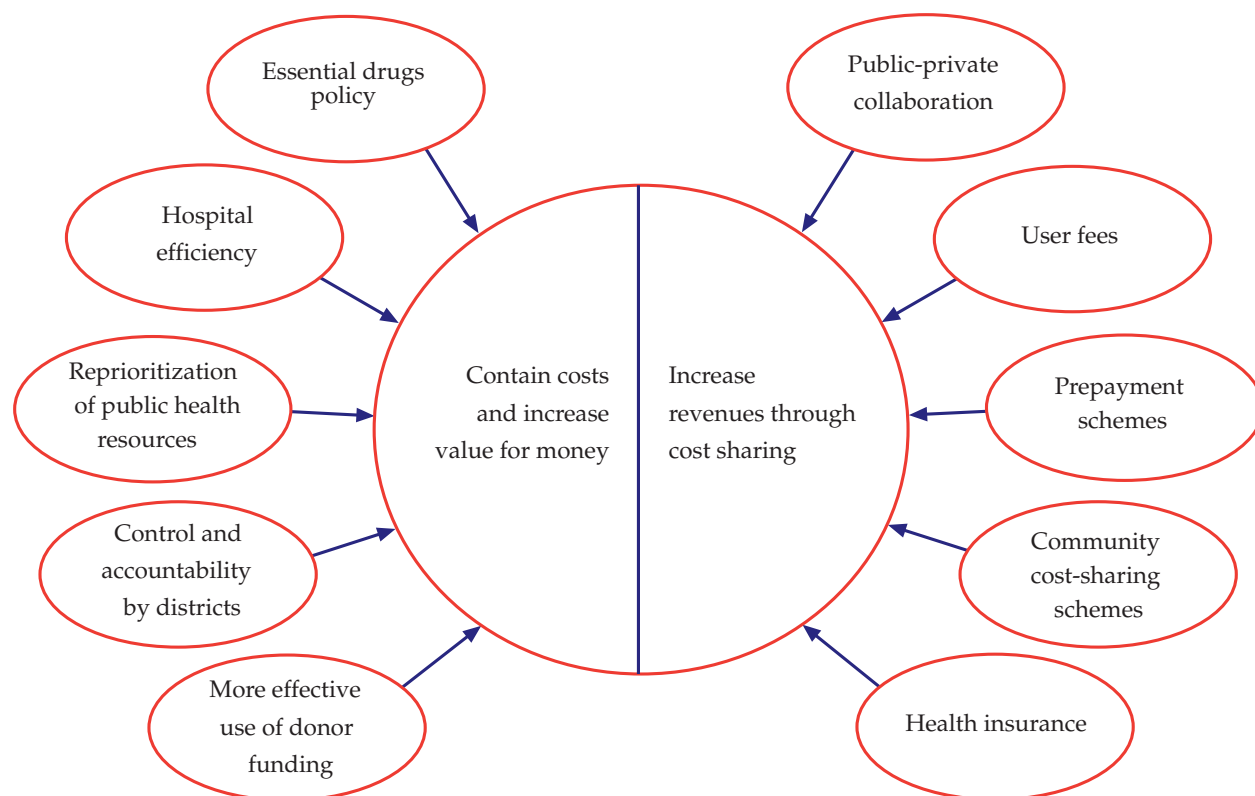 Essential drugs
policy
Hospital
efficiency
Reprioritization
of public health
resources
Control and
accountability
by districts
More effective
use of donor
funding
Contain costs
and increase
value for money
Increase
revenues through
cost sharing
Public-private
collaboration
User fees
Prepayment
schemes
Community
cost-sharing
schemes
Health insurance